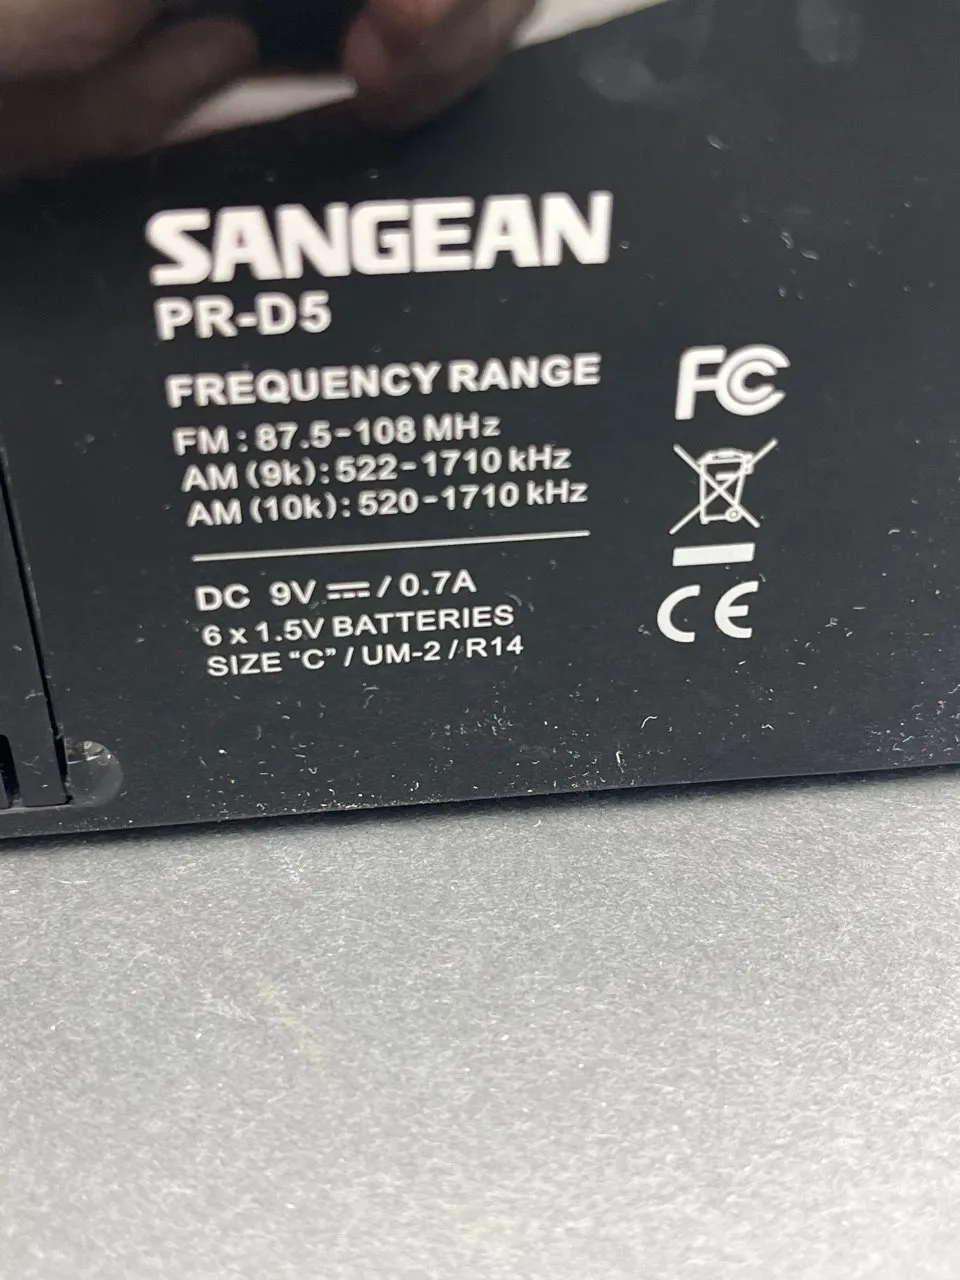 SANGEAN
PR-D5
FREQUENCY RANGE
FM : 87.5-108 MHz
AM (9k) : 522-1710 kHz
AM (10k) : 520-1710 kHz
DC 9V ⎓ / 0.7A
6 x 1.5V BATTERIES
SIZE “C” / UM-2 / R14
FC
CE